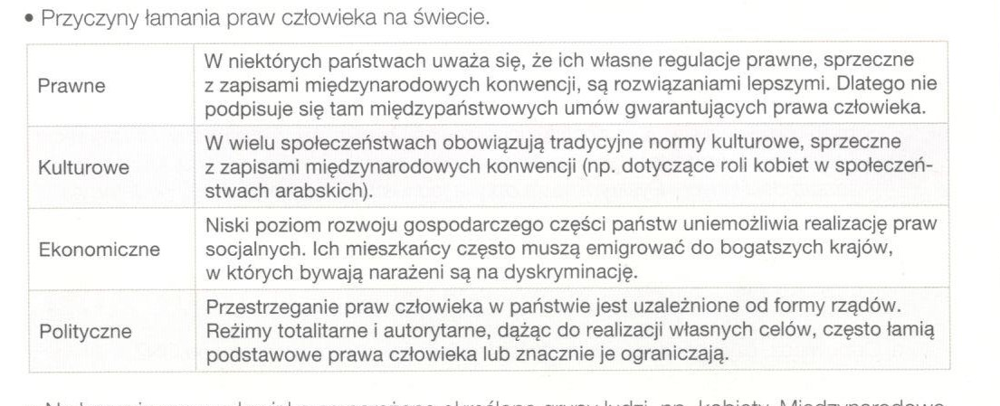 • Przyczyny łamania praw człowieka na świecie.
Prawne
W niektórych państwach uważa się, że ich własne regulacje prawne, sprzeczne
z zapisami międzynarodowych konwencji, są rozwiązaniami lepszymi. Dlatego nie
podpisuje się tam międzypaństwowych umów gwarantujących prawa człowieka.
Kulturowe
W wielu społeczeństwach obowiązują tradycyjne normy kulturowe, sprzeczne
z zapisami międzynarodowych konwencji (np. dotyczące roli kobiet w społeczeń-
stwach arabskich).
Ekonomiczne
Niski poziom rozwoju gospodarczego części państw uniemożliwia realizację praw
socjalnych. Ich mieszkańcy często muszą emigrować do bogatszych krajów,
w których bywają narażeni są na dyskryminację.
Polityczne
Przestrzeganie praw człowieka w państwie jest uzależnione od formy rządów.
Reżimy totalitarne i autorytarne, dążąc do realizacji własnych celów, często łamią
podstawowe prawa człowieka lub znacznie je ograniczają.